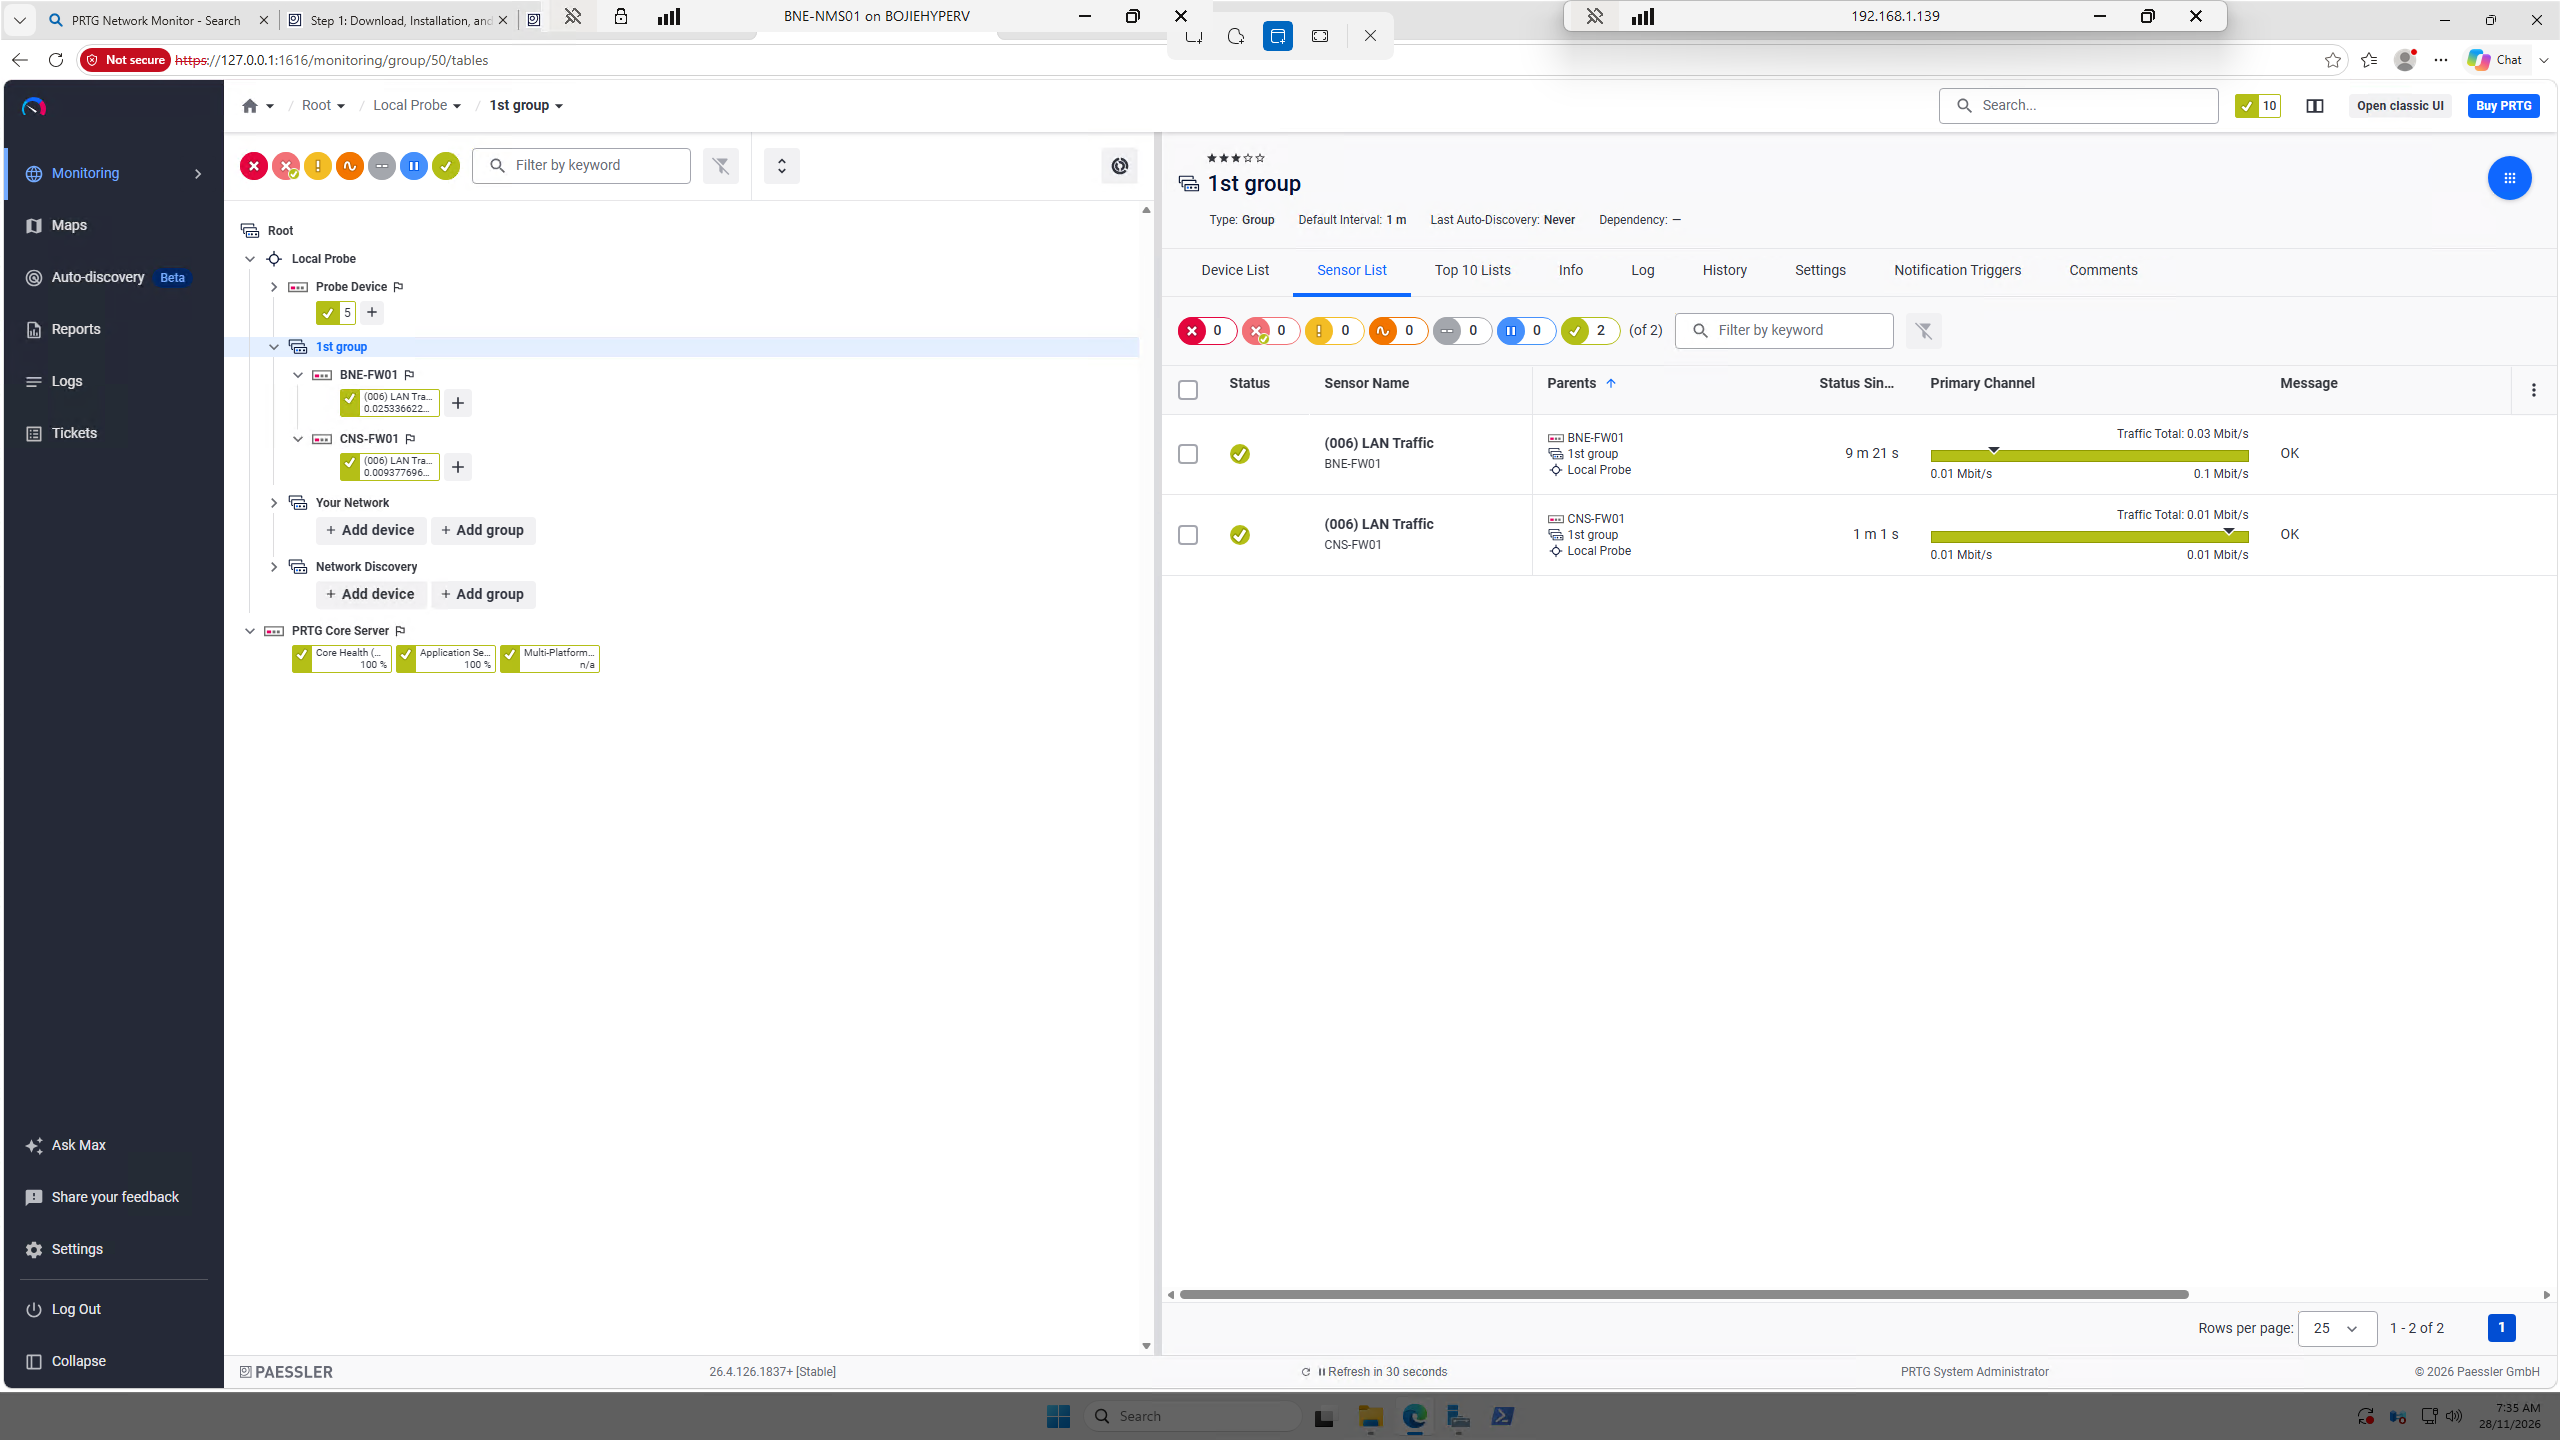 PRTG Network Monitor - Search
Step 1: Download, Installation, and
BNE-NMS01 on BOJIEHYPERV
192.168.1.139
Not secure
https://127.0.0.1:1616/monitoring/group/50/tables
Chat
Root
Local Probe
1st group
Search...
10
Open classic UI
Buy PRTG
Monitoring
Maps
Auto-discovery Beta
Reports
Logs
Tickets
Ask Max
Share your feedback
Settings
Log Out
Collapse
Filter by keyword
Root
Local Probe
Probe Device
5
1st group
BNE-FW01
(006) LAN Tra...
0.025336622...
CNS-FW01
(006) LAN Tra...
0.009377696...
Your Network
+ Add device + Add group
Network Discovery
+ Add device + Add group
PRTG Core Server
Core Health (...
100 %
Application Se...
100 %
Multi-Platform...
n/a
1st group
Type: Group Default Interval: 1 m Last Auto-Discovery: Never Dependency: —
Device List Sensor List Top 10 Lists Info Log History Settings Notification Triggers Comments
0 0 0 0 0 0 2 (of 2) Filter by keyword
Status Sensor Name Parents Status Sin... Primary Channel Message
(006) LAN Traffic
BNE-FW01
BNE-FW01
1st group
Local Probe
9 m 21 s
Traffic Total: 0.03 Mbit/s
0.01 Mbit/s 0.1 Mbit/s
OK
(006) LAN Traffic
CNS-FW01
CNS-FW01
1st group
Local Probe
1 m 1 s
Traffic Total: 0.01 Mbit/s
0.01 Mbit/s 0.01 Mbit/s
OK
Rows per page: 25 1 - 2 of 2 1
PAESSLER
26.4.126.1837+ [Stable]
Refresh in 30 seconds
PRTG System Administrator
© 2026 Paessler GmbH
Search
7:35 AM
28/11/2026